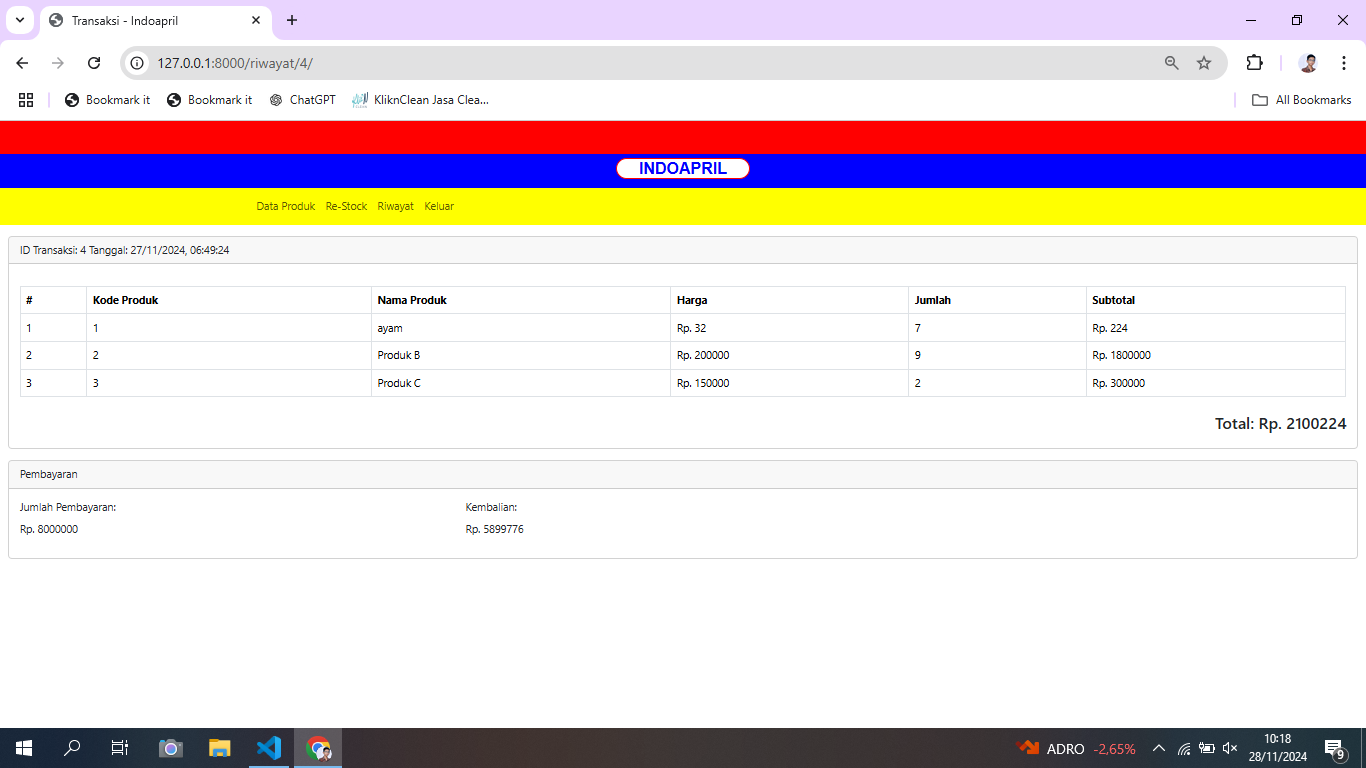 Transaksi - Indoapril
127.0.0.1:8000/riwayat/4/
Bookmark it Bookmark it ChatGPT KliknClean Jasa Clea... All Bookmarks
INDOAPRIL
Data Produk Re-Stock Riwayat Keluar
ID Transaksi: 4 Tanggal: 27/11/2024, 06:49:24
# Kode Produk Nama Produk Harga Jumlah Subtotal
1 1 ayam Rp. 32 7 Rp. 224
2 2 Produk B Rp. 200000 9 Rp. 1800000
3 3 Produk C Rp. 150000 2 Rp. 300000
Total: Rp. 2100224
Pembayaran
Jumlah Pembayaran: Kembalian:
Rp. 8000000 Rp. 5899776
ADRO -2,65% 10:18
28/11/2024 9